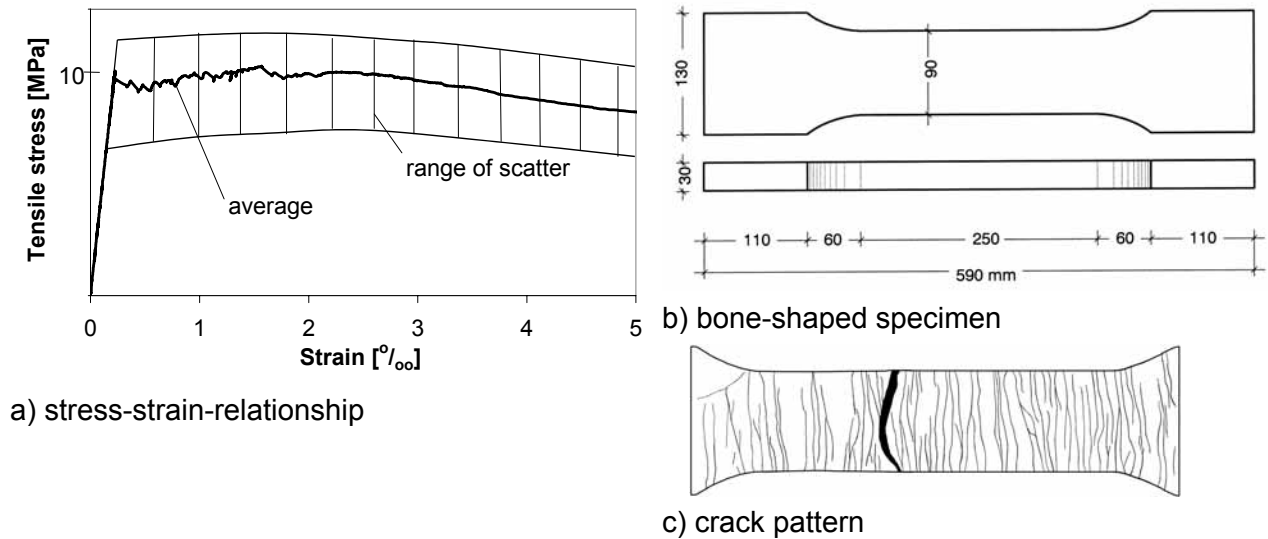 Tensile stress [MPa]
10
range of scatter
average
0 1 2 3 4 5
Strain [o/oo]
a) stress-strain-relationship
130
90
30
110 60 250 60 110
590 mm
b) bone-shaped specimen
c) crack pattern